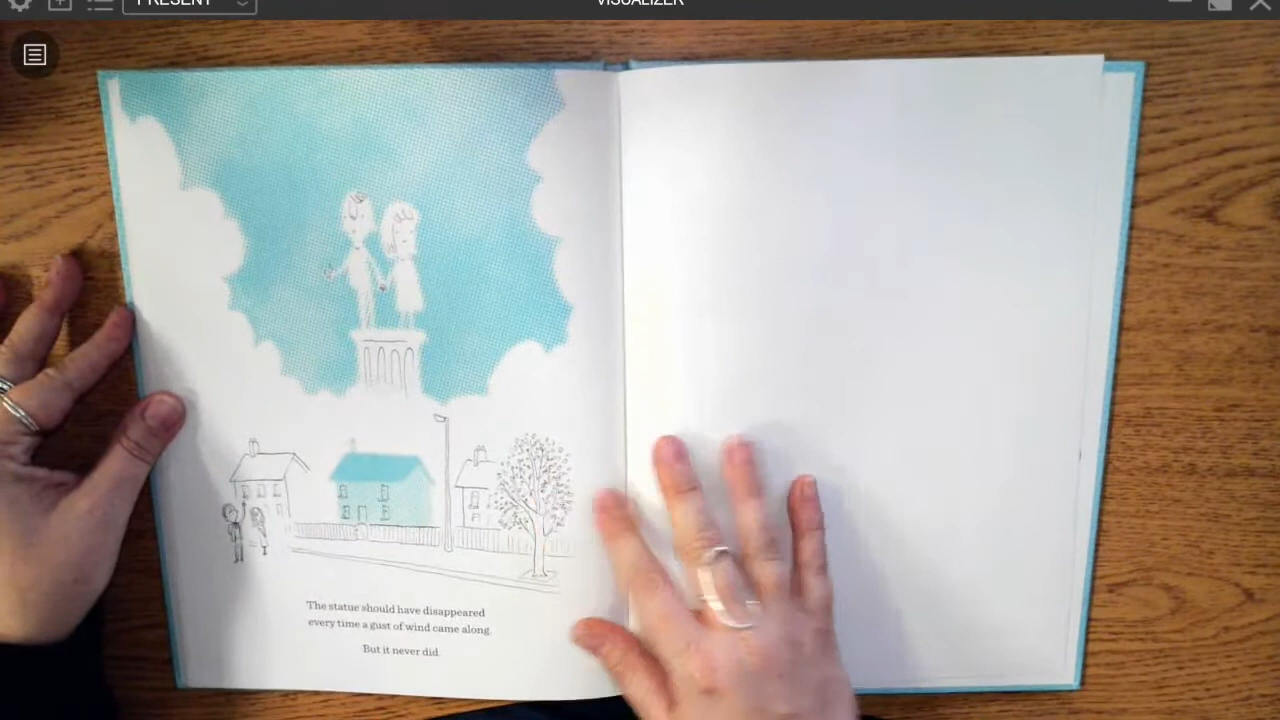 PRESENT
VISUALIZER
The statue should have disappeared
every time a gust of wind came along.
But it never did.